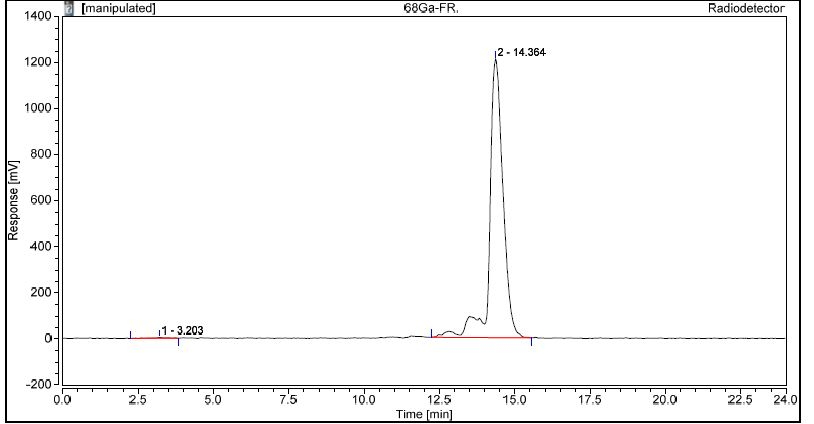 [manipulated] 68Ga-FR. Radiodetector
1400
1200
1000
800
600
400
200
0
-200
Response [mV]
2 - 14.364
1 - 3.203
0.0 2.5 5.0 7.5 10.0 12.5 15.0 17.5 20.0 22.5 24.0
Time [min]